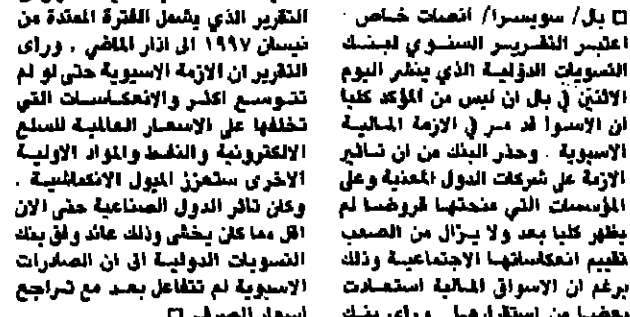 □ بال/ سويسرا/ أنصات خاص .
اعتبر التقرير السنوي لبنك
التسويات الدولية الذي ينشر اليوم
الاثنين في بال ان ليس من المؤكد كليا
ان الاسوأ قد مر في الازمة المالية
الاسيوية . وحذر البنك من ان تأثير
الازمة على شركات الدول المعنية وعلى
المؤسسات التي منحتها قروضا لم
يظهر كليا بعد ولا يزال من الصعب
تقييم انعكاساتها الاجتماعية وذلك
برغم ان الاسواق المالية استعادت
بعضا من استقرارها . ورأى بنك
التقرير الذي يشمل الفترة الممتدة من
نيسان ١٩٩٧ الى اذار الماضي . ورأى
التقرير ان الازمة الاسيوية حتى لو لم
تتوسع اكثر والانعكاسات التي
تخلفها على الاسعار العالمية للسلع
الالكترونية والنفط والمواد الاولية
الاخرى ستعزز الميول الانكماشية .
وكان تاثر الدول الصناعية حتى الان
اقل مما كان يخشى وذلك عائد وفق بنك
التسويات الدولية الى ان الصادرات
الاسيوية لم تتفاعل بعد مع تراجع
اسعار الصرف □